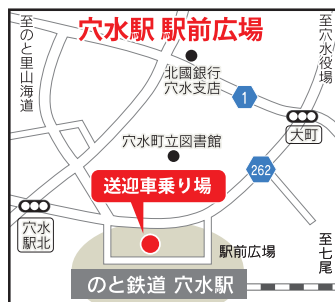 穴水駅 駅前広場
至のと里山海道
至穴水役場
北國銀行
穴水支店
1
大町
穴水町立図書館
262
送迎車乗り場
穴水
駅北
駅前広場
至七尾
のと鉄道 穴水駅